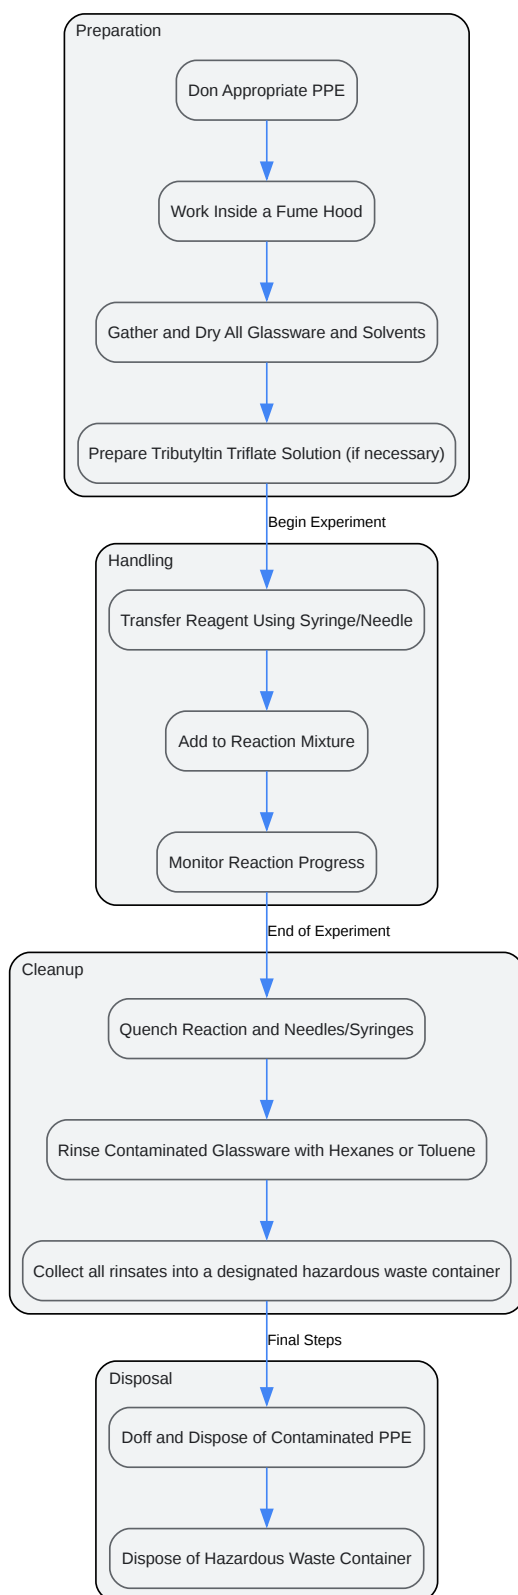 Preparation
Don Appropriate PPE
Work Inside a Fume Hood
Gather and Dry All Glassware and Solvents
Prepare Tributyltin Triflate Solution (if necessary)
Begin Experiment
Handling
Transfer Reagent Using Syringe/Needle
Add to Reaction Mixture
Monitor Reaction Progress
End of Experiment
Cleanup
Quench Reaction and Needles/Syringes
Rinse Contaminated Glassware with Hexanes or Toluene
Collect all rinsates into a designated hazardous waste container
Final Steps
Disposal
Doff and Dispose of Contaminated PPE
Dispose of Hazardous Waste Container